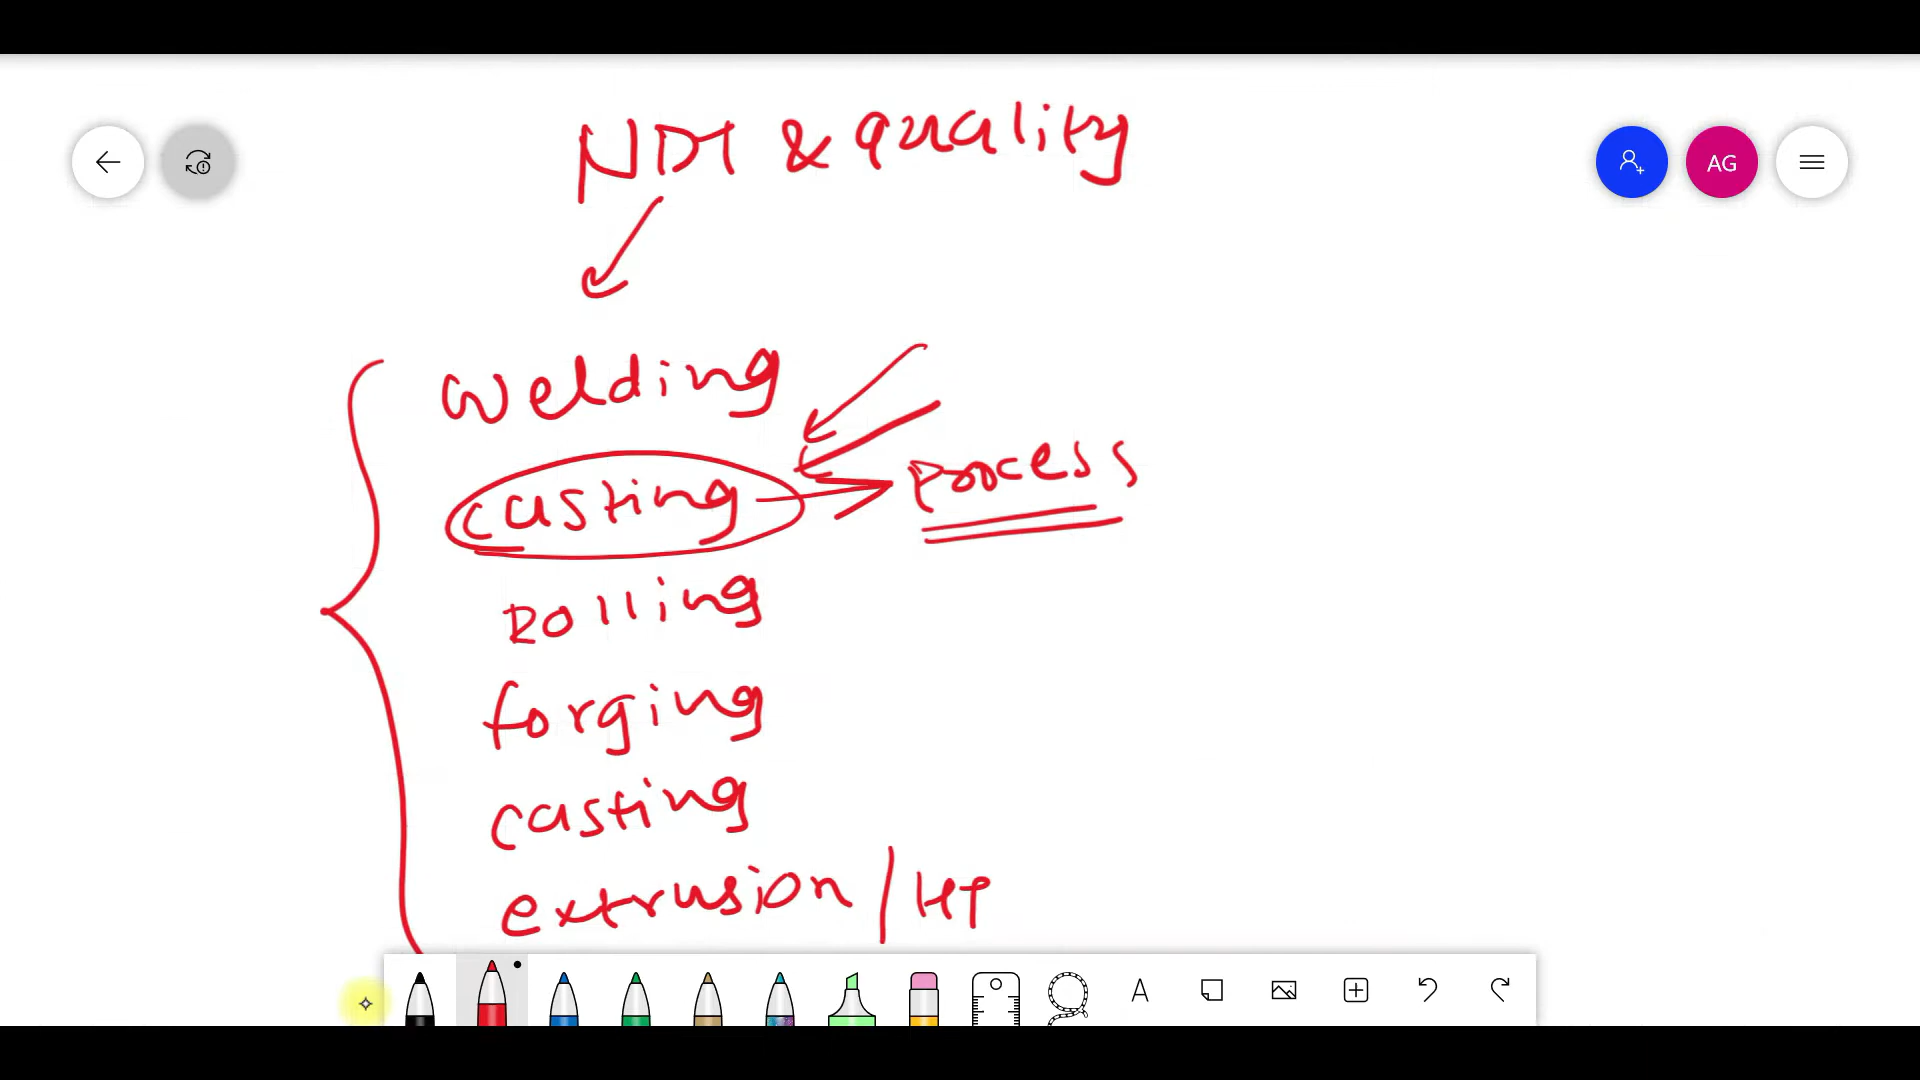 NDT & quality
AG
welding
casting
Process
Rolling
forging
casting
extrusion / HT
A